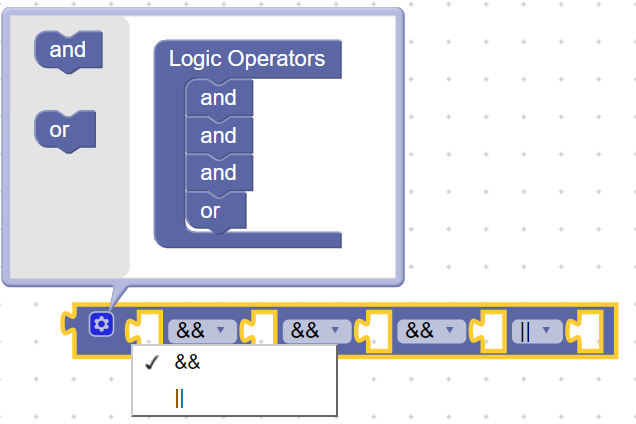 and
or
Logic Operators
and
and
and
or
&& && && ||
&&
||